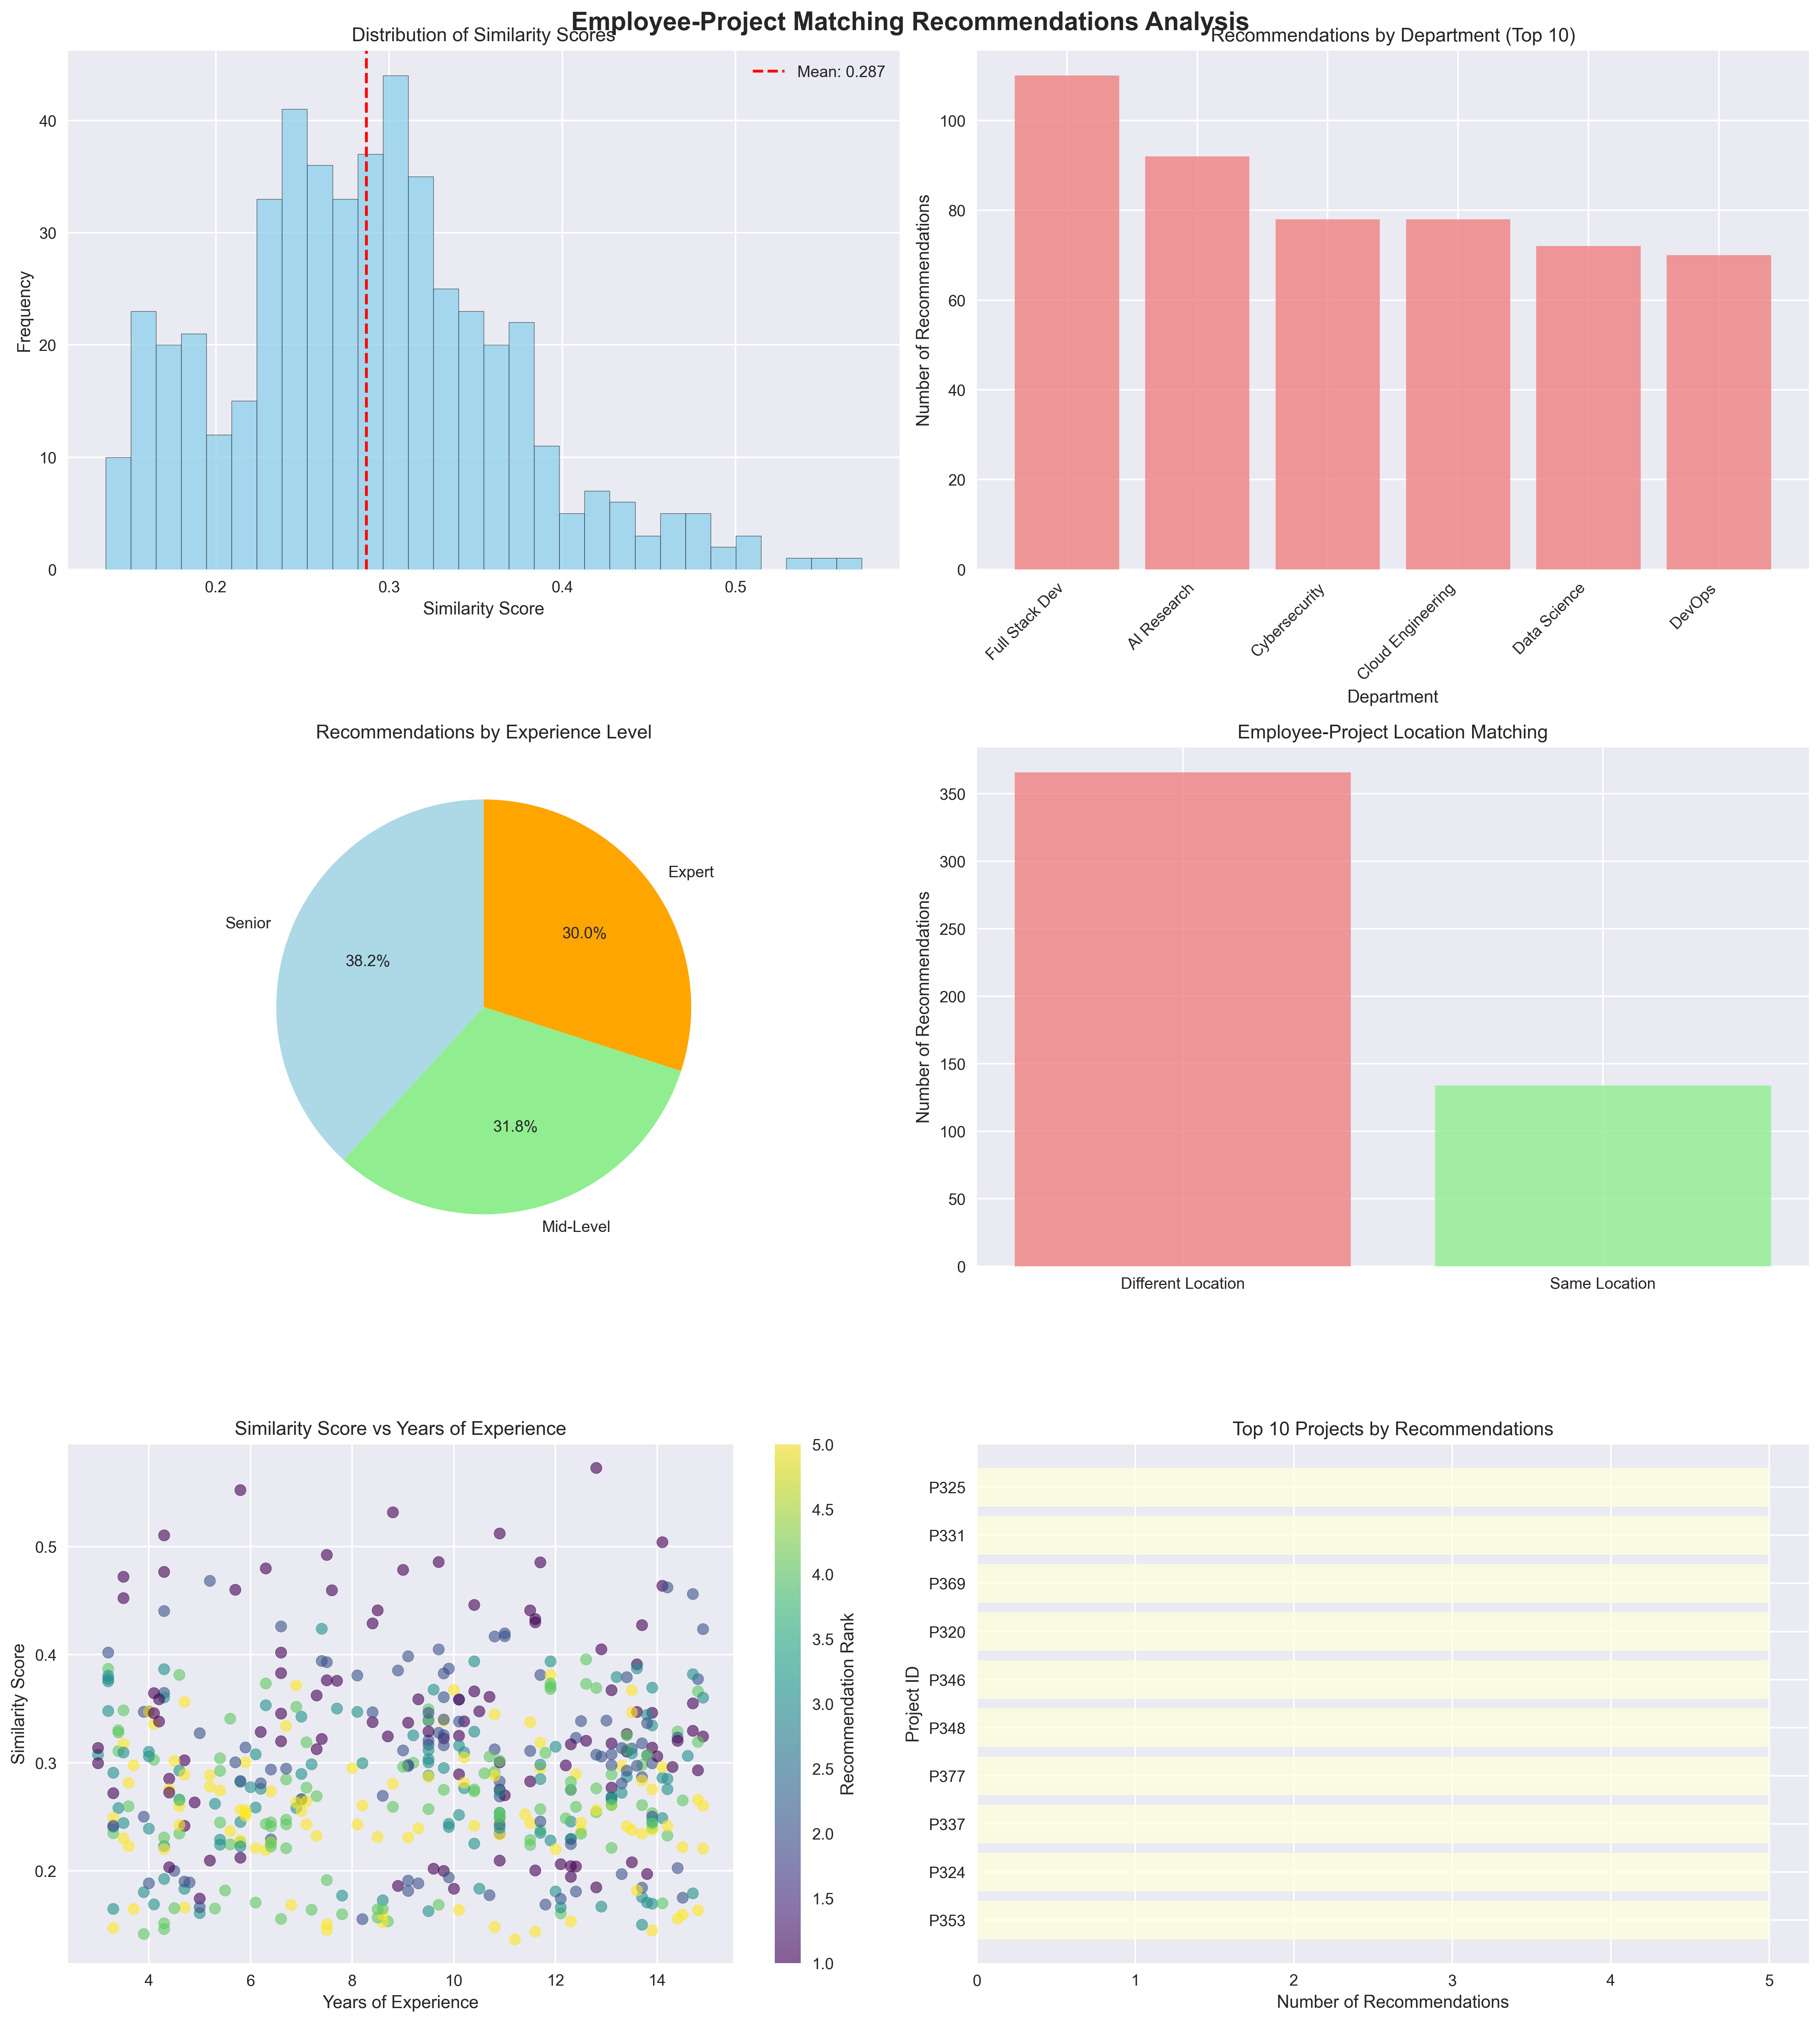 Employee-Project Matching Recommendations Analysis
Distribution of Similarity Scores
Mean: 0.287
Frequency
40
30
20
10
0
0.2 0.3 0.4 0.5
Similarity Score
Recommendations by Department (Top 10)
Number of Recommendations
100
80
60
40
20
0
Full Stack Dev
AI Research
Cybersecurity
Cloud Engineering
Data Science
DevOps
Department
Recommendations by Experience Level
Expert
30.0%
Senior
38.2%
31.8%
Mid-Level
Employee-Project Location Matching
Number of Recommendations
350
300
250
200
150
100
50
0
Different Location
Same Location
Similarity Score vs Years of Experience
Similarity Score
0.5
0.4
0.3
0.2
4 6 8 10 12 14
Years of Experience
5.0
4.5
4.0
3.5
3.0
2.5
2.0
1.5
1.0
Recommendation Rank
Top 10 Projects by Recommendations
Project ID
P325
P331
P369
P320
P346
P348
P377
P337
P324
P353
0 1 2 3 4 5
Number of Recommendations